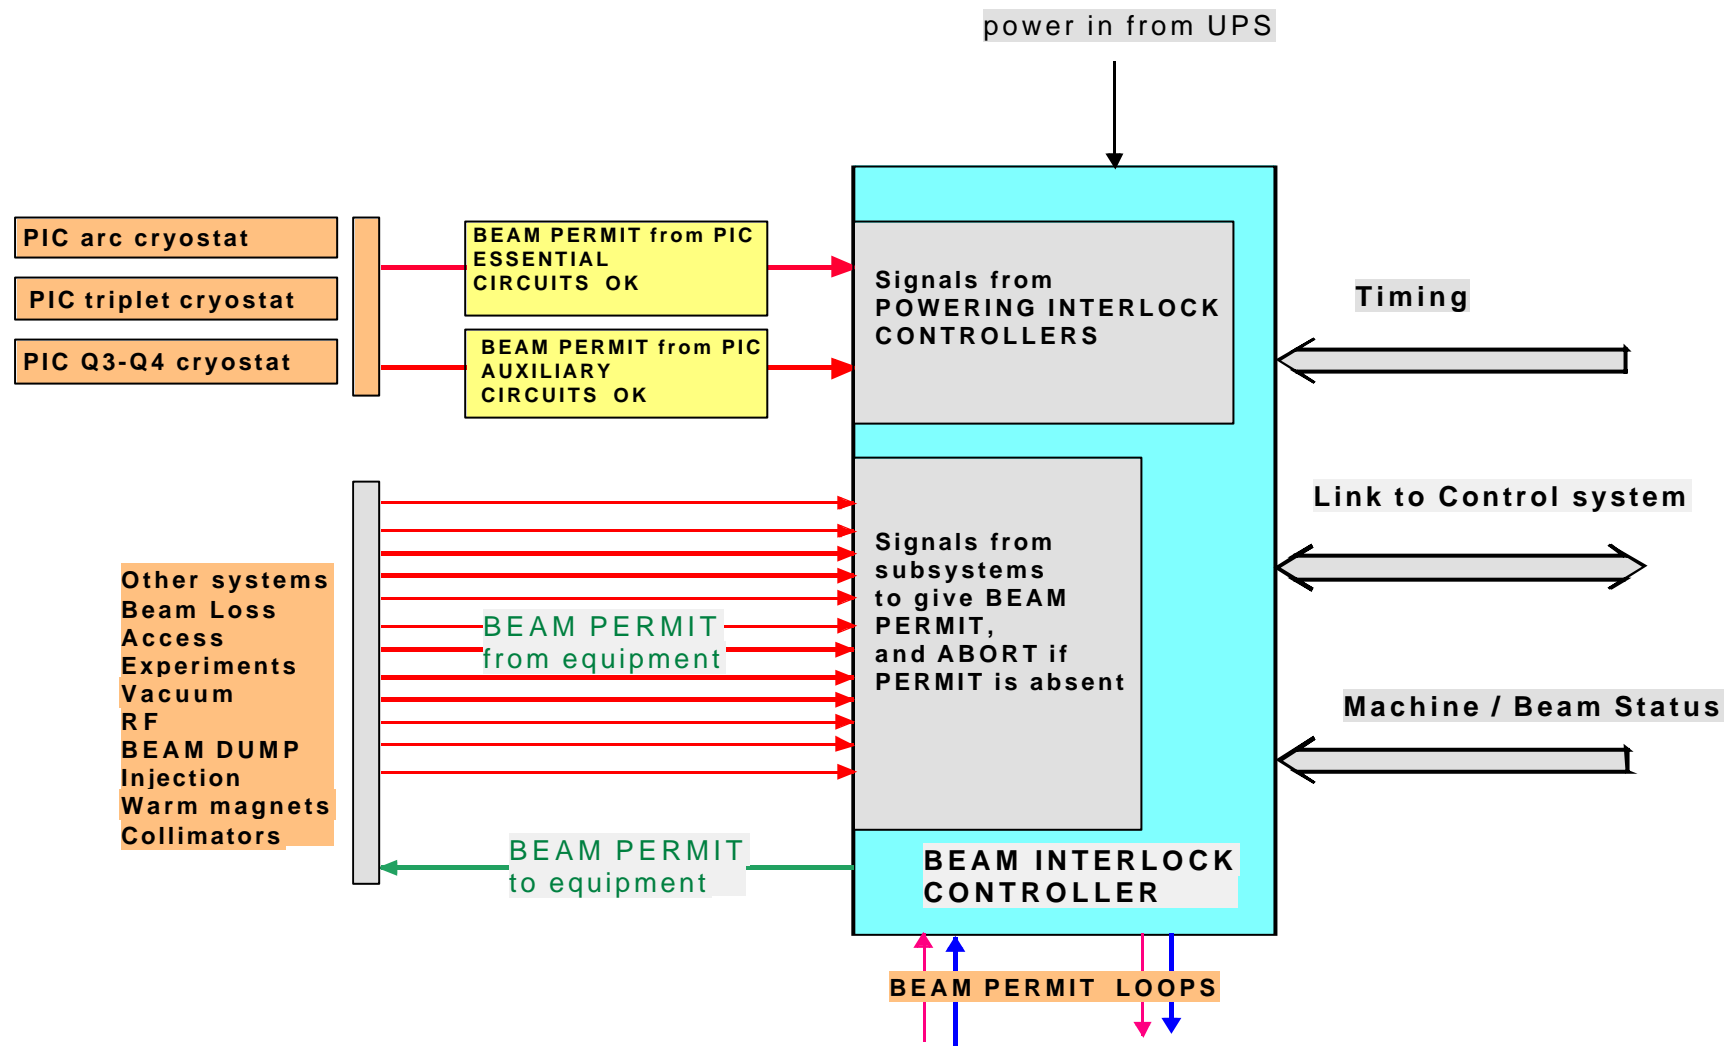 power in from UPS
PIC arc cryostat
PIC triplet cryostat
PIC Q3-Q4 cryostat
BEAM PERMIT from PIC
ESSENTIAL
CIRCUITS OK
BEAM PERMIT from PIC
AUXILIARY
CIRCUITS OK
Signals from
POWERING INTERLOCK
CONTROLLERS
Timing
Link to Control system
Machine / Beam Status
Other systems
Beam Loss
Access
Experiments
Vacuum
RF
BEAM DUMP
Injection
Warm magnets
Collimators
BEAM PERMIT
from equipment
Signals from
subsystems
to give BEAM
PERMIT,
and ABORT if
PERMIT is absent
BEAM PERMIT
to equipment
BEAM INTERLOCK
CONTROLLER
BEAM PERMIT LOOPS